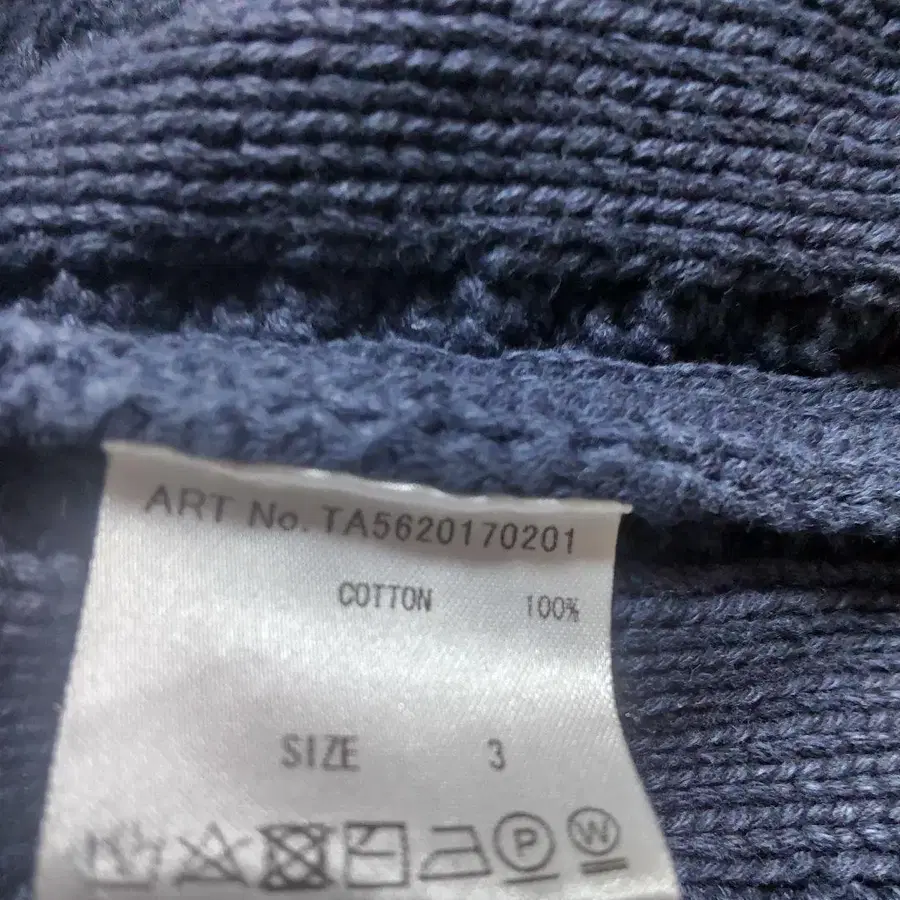 ART No. TA5620170201
COTTON 100%
SIZE 3
P W